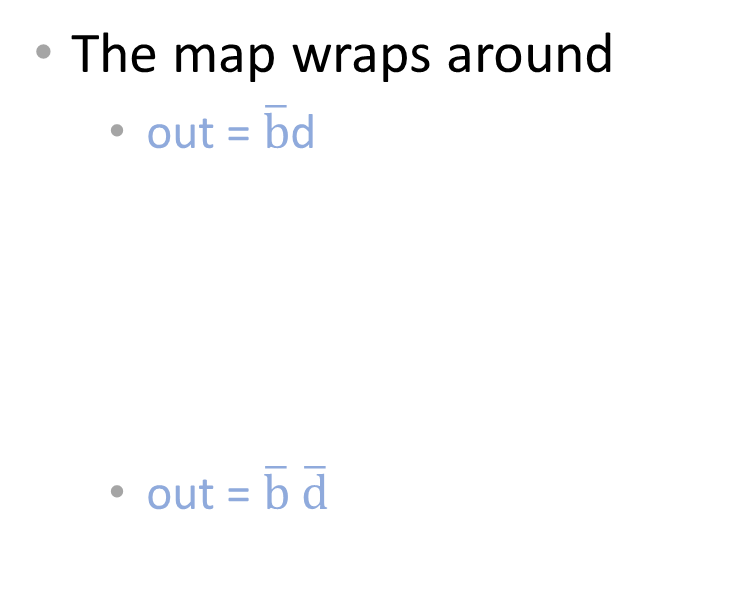 • The map wraps around
• out = b̅d
• out = b̅ d̅